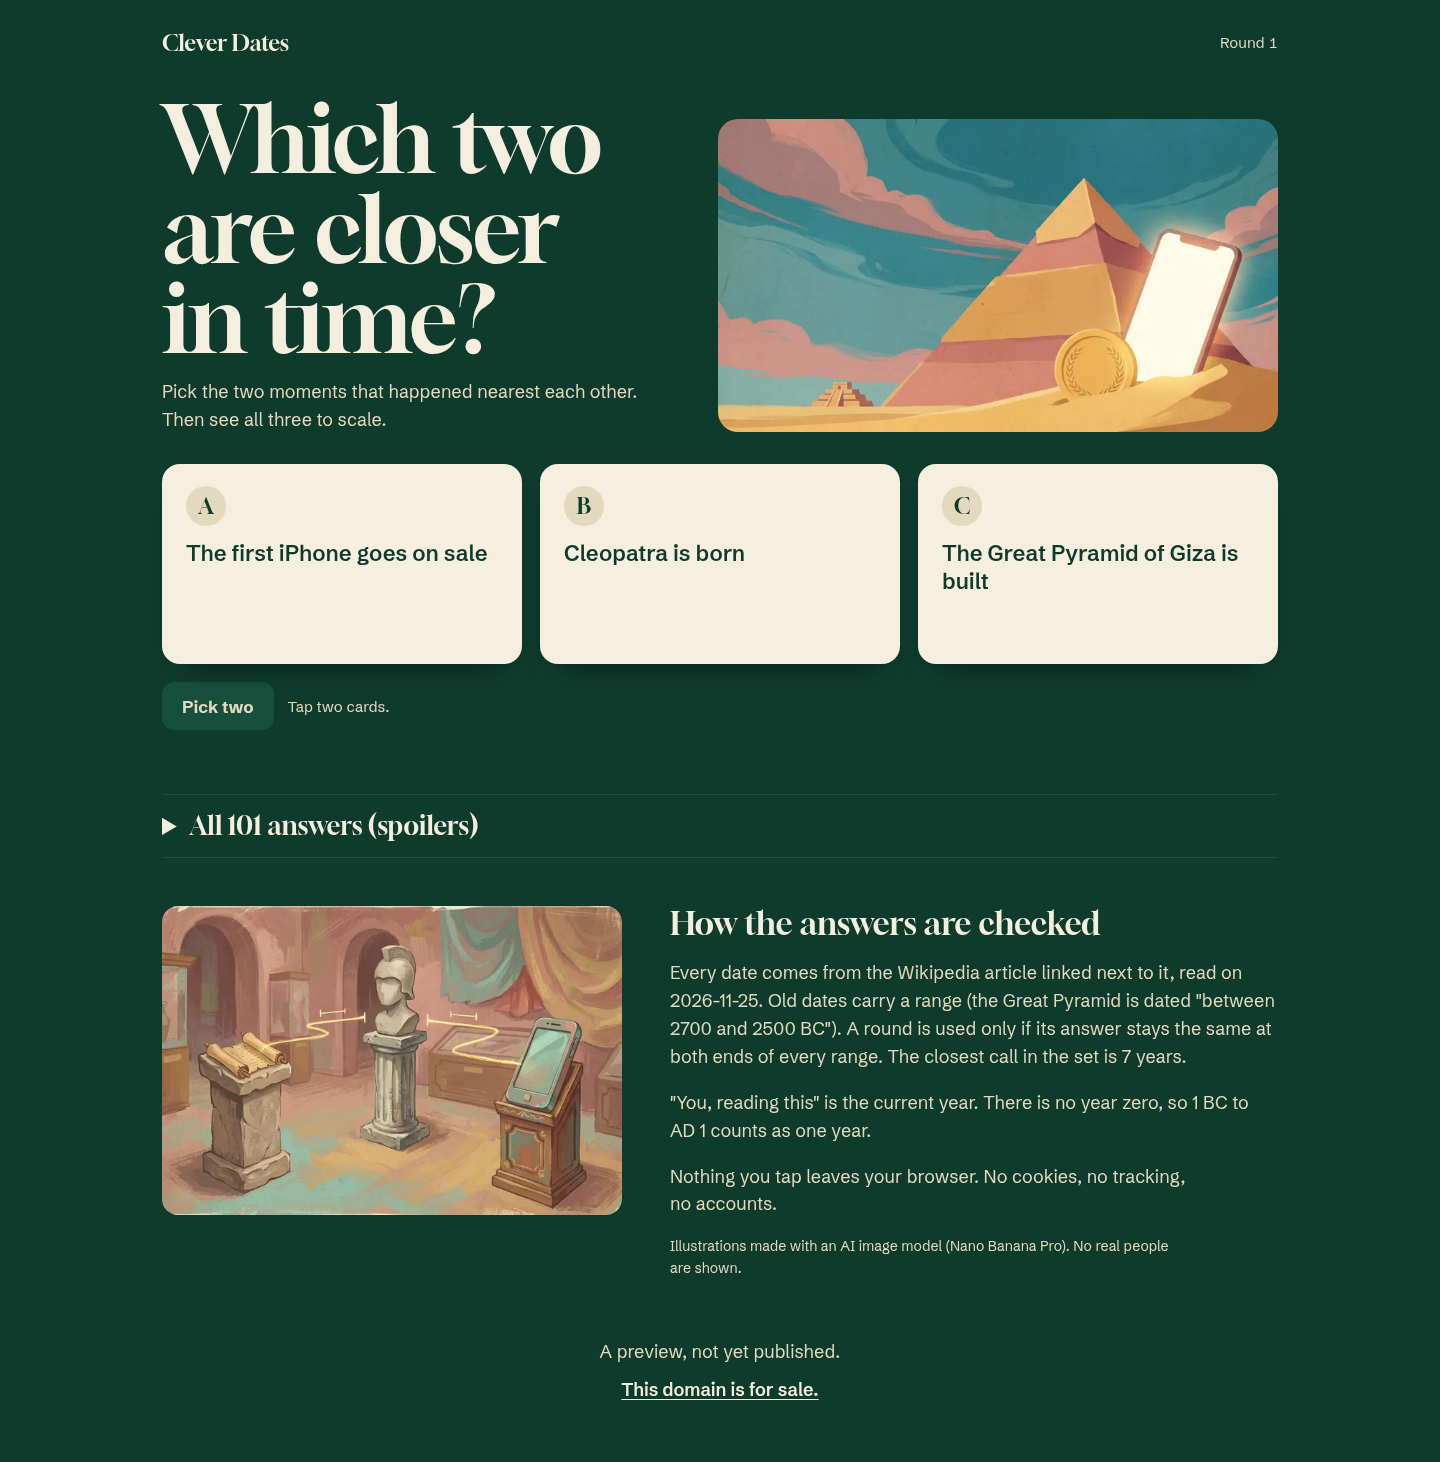 Clever Dates
Round 1
Which two
are closer
in time?
Pick the two moments that happened nearest each other.
Then see all three to scale.
A
The first iPhone goes on sale
B
Cleopatra is born
C
The Great Pyramid of Giza is
built
Pick two
Tap two cards.
All 101 answers (spoilers)
How the answers are checked
Every date comes from the Wikipedia article linked next to it, read on
2026-11-25. Old dates carry a range (the Great Pyramid is dated "between
2700 and 2500 BC"). A round is used only if its answer stays the same at
both ends of every range. The closest call in the set is 7 years.
"You, reading this" is the current year. There is no year zero, so 1 BC to
AD 1 counts as one year.
Nothing you tap leaves your browser. No cookies, no tracking,
no accounts.
Illustrations made with an AI image model (Nano Banana Pro). No real people
are shown.
A preview, not yet published.
This domain is for sale.